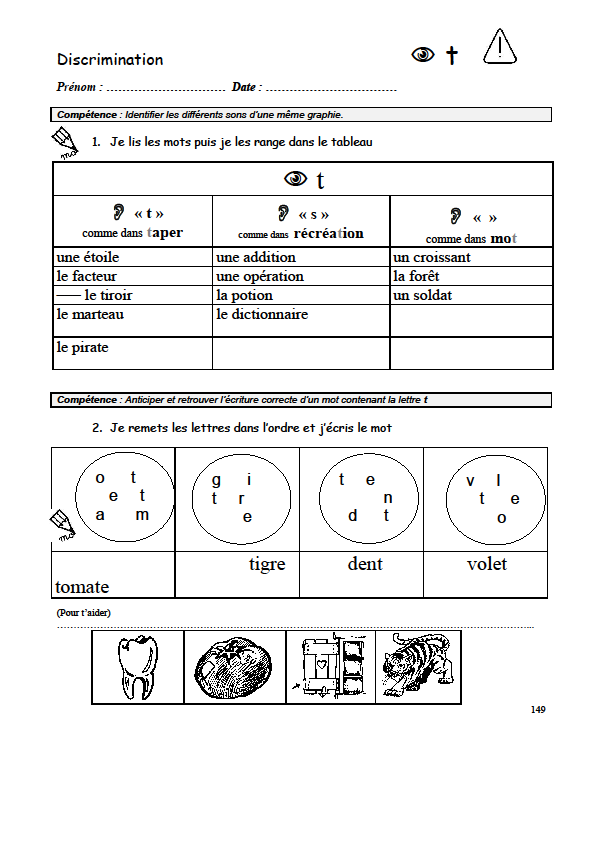 Discrimination t !
Prénom : .............................. Date : .................................
Compétence : Identifier les différents sons d'une même graphie.
1. Je lis les mots puis je les range dans le tableau
t
« t » « s » « »
comme dans taper comme dans récréation comme dans mot
une étoile une addition un croissant
le facteur une opération la forêt
—— le tiroir la potion un soldat
le marteau le dictionnaire
le pirate
Compétence : Anticiper et retrouver l'écriture correcte d'un mot contenant la lettre t
2. Je remets les lettres dans l'ordre et j'écris le mot
o t g i t e v l
e t t r n t e
a m e d t o
tigre dent volet
tomate
(Pour t'aider)
149